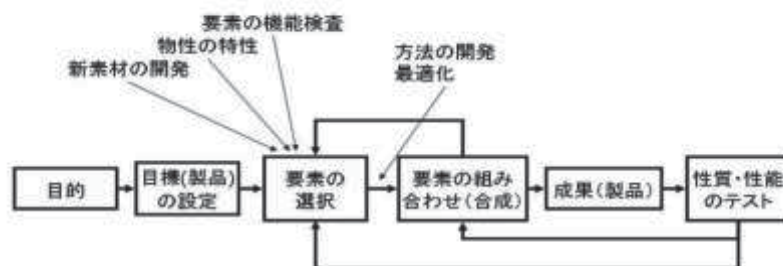 要素の機能検査
物性の特性
新素材の開発
方法の開発
最適化
目的
目標(製品)
の設定
要素の
選択
要素の組み
合わせ(合成)
成果(製品)
性質・性能
のテスト